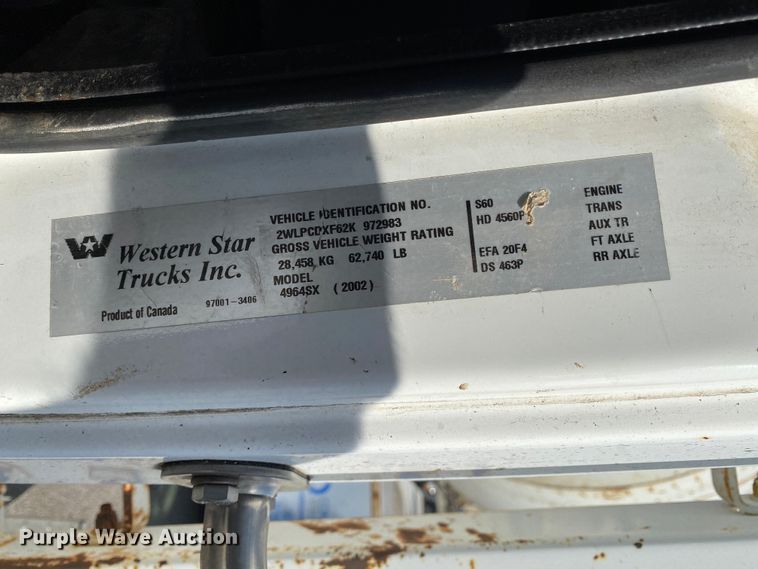 Western Star
Trucks Inc.
Product of Canada
97001-3406
VEHICLE IDENTIFICATION NO.
2WLPCDXF62K 972983
GROSS VEHICLE WEIGHT RATING
28,458 KG 62,740 LB
MODEL
4964SX (2002)
S60 ENGINE
HD 4560P TRANS
AUX TR
EFA 20F4 FT AXLE
DS 463P RR AXLE
Purple Wave Auction